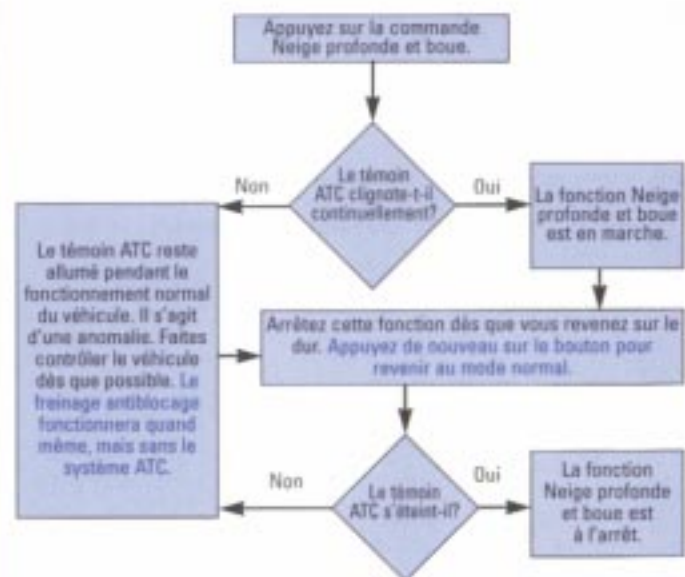 Appuyez sur la commande
Neige profonde et boue.
Le témoin
ATC clignote-t-il
continuellement?
Non
Oui
La fonction Neige
profonde et boue
est en marche.
Le témoin ATC reste
allumé pendant le
fonctionnement normal
du véhicule. Il s'agit
d'une anomalie. Faites
contrôler le véhicule
dès que possible. Le
freinage antiblocage
fonctionnera quand
même, mais sans le
système ATC.
Arrêtez cette fonction dès que vous revenez sur le
dur. Appuyez de nouveau sur le bouton pour
revenir au mode normal.
Non
Le témoin
ATC s'éteint-il?
Oui
La fonction
Neige profonde
et boue est
à l'arrêt.